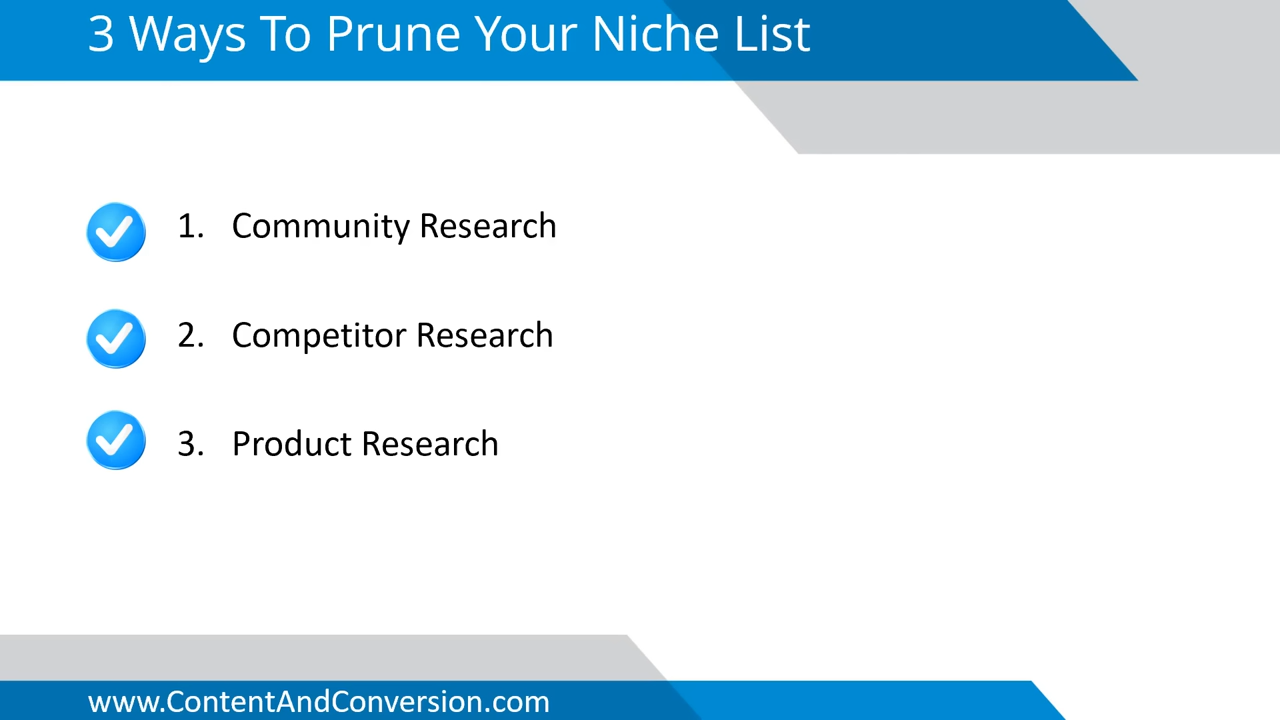 3 Ways To Prune Your Niche List
1. Community Research
2. Competitor Research
3. Product Research
www.ContentAndConversion.com